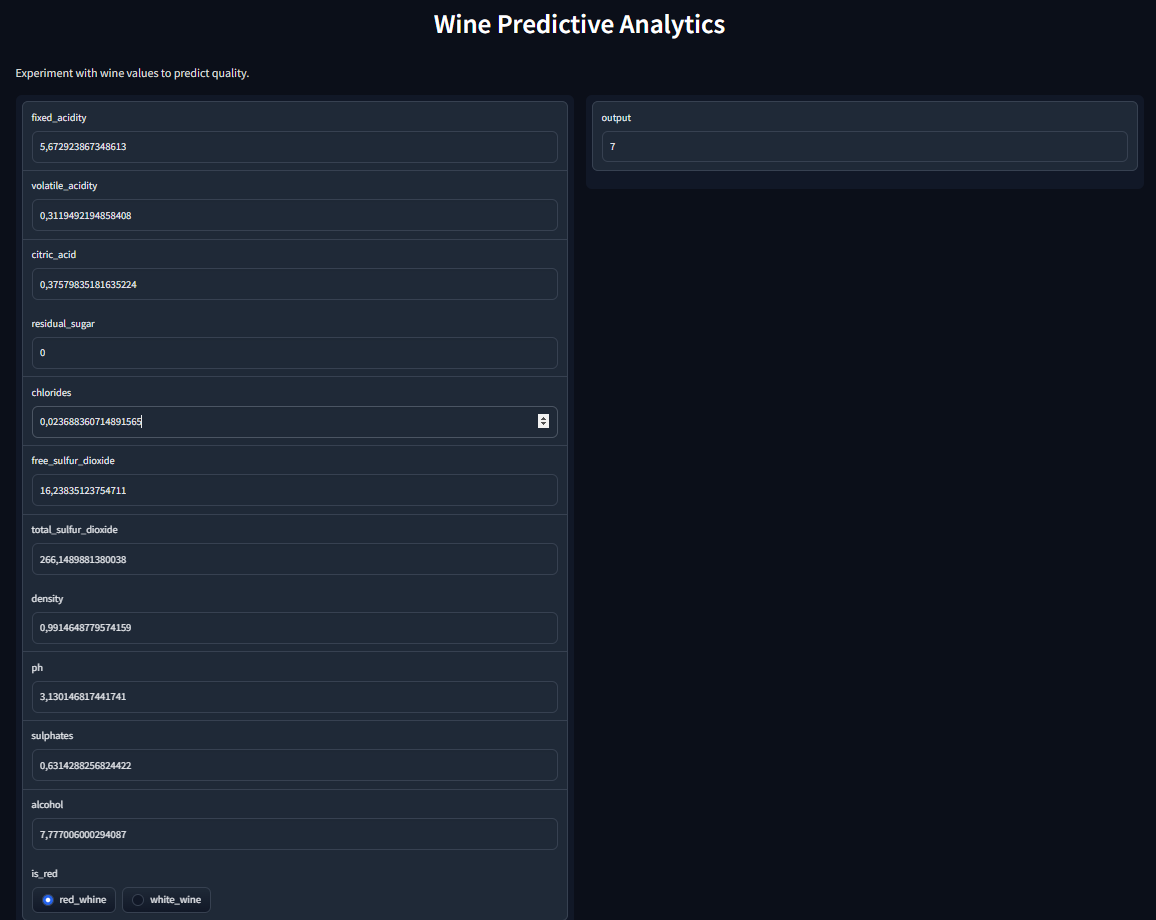 Wine Predictive Analytics
Experiment with wine values to predict quality.
fixed_acidity
5,672923867348613
volatile_acidity
0,3119492194858408
citric_acid
0,37579835181635224
residual_sugar
0
chlorides
0,023688360714891565
free_sulfur_dioxide
16,23835123754711
total_sulfur_dioxide
266,1489881380038
density
0,9914648779574159
ph
3,130146817441741
sulphates
0,6314288256824422
alcohol
7,777006000294087
is_red
red_whine white_wine
output
7